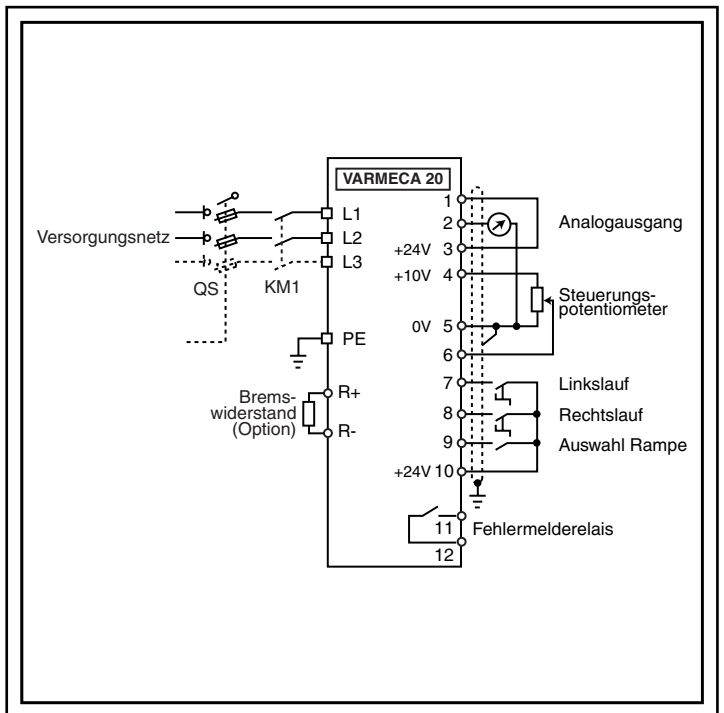 VARMECA 20
1
L1
2
Analogausgang
Versorgungsnetz
L2
+24V 3
L3
+10V 4
QS
KM1
Steuerungs-
potentiometer
0V 5
PE
6
7
Linkslauf
R+
Brems-
widerstand
(Option)
8
Rechtslauf
R-
9
Auswahl Rampe
+24V 10
11
Fehlermelderelais
12